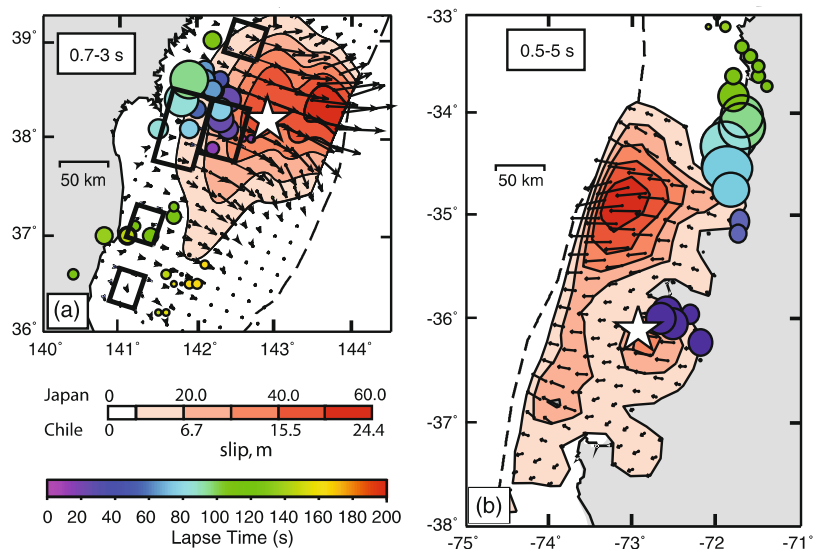 39°
38°
37°
36°
0.7-3 s
50 km
(a)
140°
141°
142°
143°
144°
Japan 0 20.0 40.0 60.0
Chile 0 6.7 15.5 24.4
slip, m
0 20 40 60 80 100 120 140 160 180 200
Lapse Time (s)
-33°
-34°
-35°
-36°
-37°
-38°
0.5-5 s
50 km
(b)
-75°
-74°
-73°
-72°
-71°